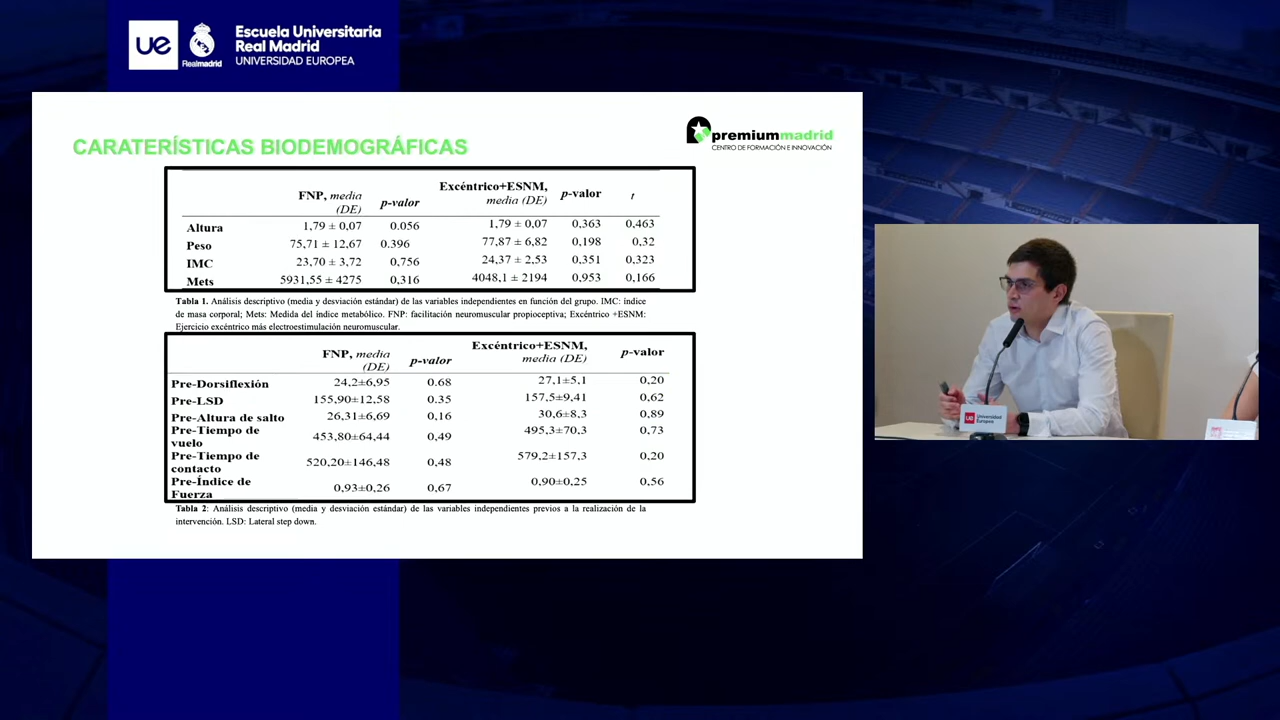 ue
Realmadrid
Escuela Universitaria
Real Madrid
UNIVERSIDAD EUROPEA
CARATERÍSTICAS BIODEMOGRÁFICAS
premiummadrid
CENTRO DE FORMACIÓN E INNOVACIÓN
FNP, media (DE) p-valor Excéntrico+ESNM, media (DE) p-valor t
Altura 1,79 ± 0,07 0.056 1,79 ± 0,07 0,363 0,463
Peso 75,71 ± 12,67 0.396 77,87 ± 6,82 0,198 0,32
IMC 23,70 ± 3,72 0,756 24,37 ± 2,53 0,351 0,323
Mets 5931,55 ± 4275 0,316 4048,1 ± 2194 0,953 0,166
Tabla 1. Análisis descriptivo (media y desviación estándar) de las variables independientes en función del grupo. IMC: índice
de masa corporal; Mets: Medida del índice metabólico. FNP: facilitación neuromuscular propioceptiva; Excéntrico +ESNM:
Ejercicio excéntrico más electroestimulación neuromuscular.
FNP, media (DE) p-valor Excéntrico+ESNM, media (DE) p-valor
Pre-Dorsiflexión 24,2±6,95 0.68 27,1±5,1 0,20
Pre-LSD 155,90±12,58 0.35 157,5±9,41 0,62
Pre-Altura de salto 26,31±6,69 0,16 30,6±8,3 0,89
Pre-Tiempo de vuelo 453,80±64,44 0,49 495,3±70,3 0,73
Pre-Tiempo de contacto 520,20±146,48 0,48 579,2±157,3 0,20
Pre-Índice de Fuerza 0,93±0,26 0,67 0,90±0,25 0,56
Tabla 2: Análisis descriptivo (media y desviación estándar) de las variables independientes previos a la realización de la
intervención. LSD: Lateral step down.
ue Universidad
Europea